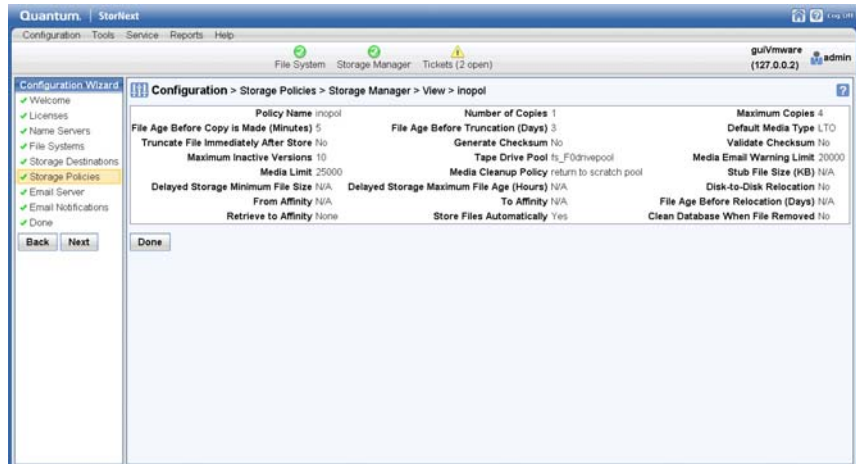 Quantum. StorNext
Log Off
Configuration Tools Service Reports Help
File System Storage Manager Tickets (2 open)
guiVmware
(127.0.0.2)
admin
Configuration Wizard
Welcome
Licenses
Name Servers
File Systems
Storage Destinations
Storage Policies
Email Server
Email Notifications
Done
Back Next
Configuration > Storage Policies > Storage Manager > View > inopol
?
Policy Name inopol Number of Copies 1 Maximum Copies 4
File Age Before Copy is Made (Minutes) 5 File Age Before Truncation (Days) 3 Default Media Type LTO
Truncate File Immediately After Store No Generate Checksum No Validate Checksum No
Maximum Inactive Versions 10 Tape Drive Pool fs_F0drivepool Media Email Warning Limit 20000
Media Limit 25000 Media Cleanup Policy return to scratch pool Stub File Size (KB) N/A
Delayed Storage Minimum File Size N/A Delayed Storage Maximum File Age (Hours) N/A Disk-to-Disk Relocation No
From Affinity N/A To Affinity N/A File Age Before Relocation (Days) N/A
Retrieve to Affinity None Store Files Automatically Yes Clean Database When File Removed No
Done